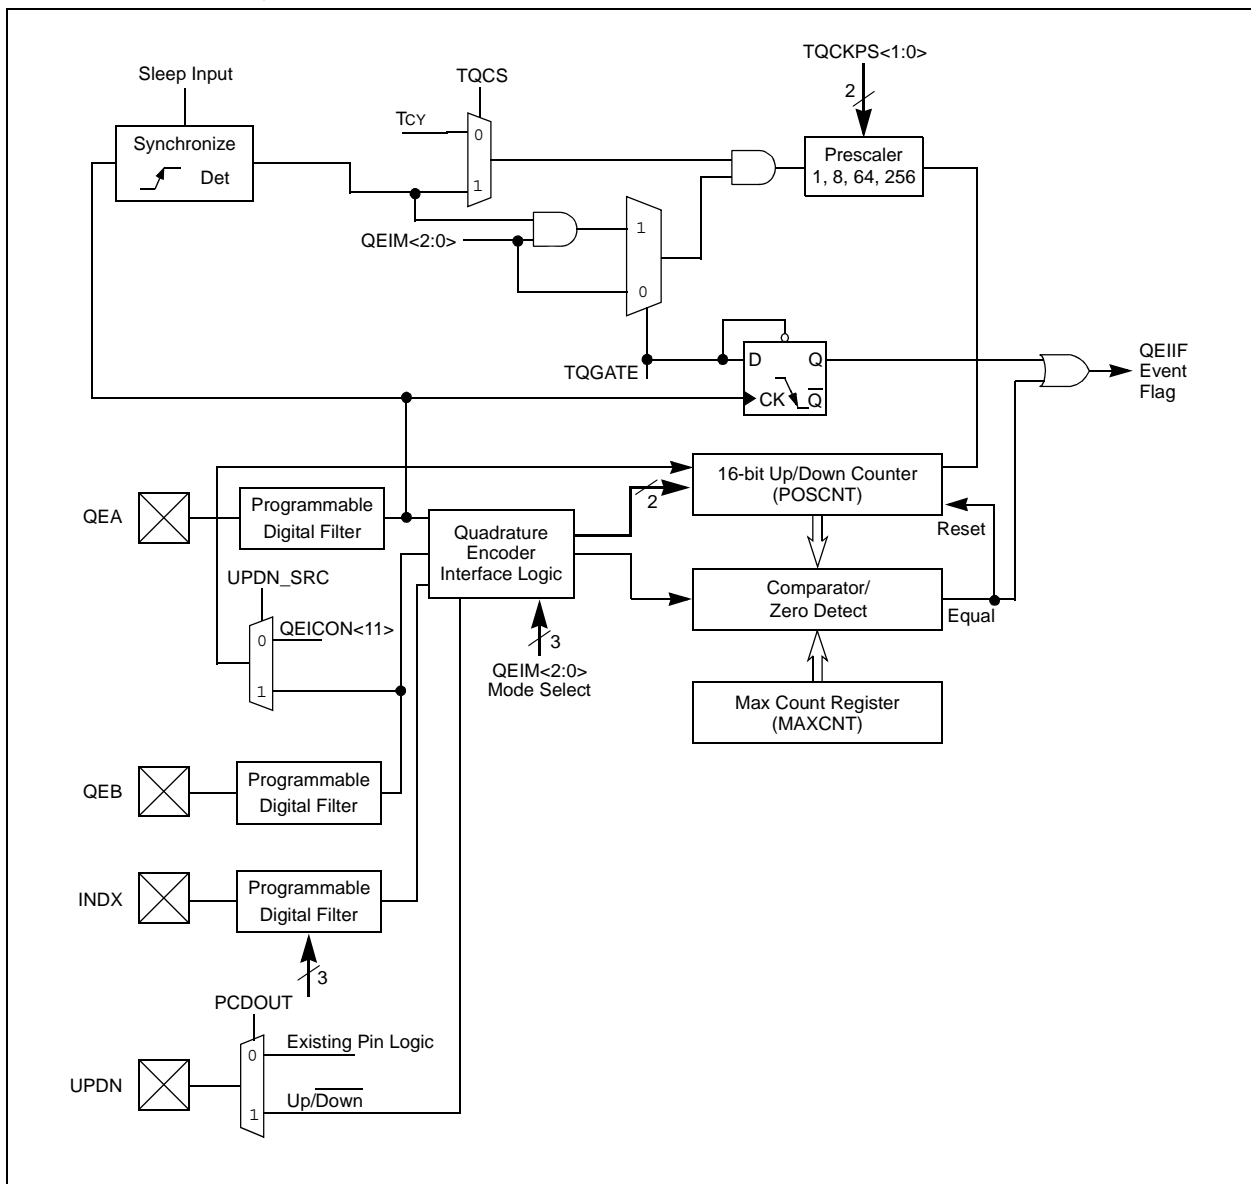 TQCKPS<1:0>
Sleep Input
TQCS
2
TCY
0
Synchronize
Det
1
Prescaler
1, 8, 64, 256
QEIM<2:0>
1
0
TQGATE
D
Q
CK
Q
QEIIF
Event
Flag
16-bit Up/Down Counter
(POSCNT)
2
Reset
QEA
Programmable
Digital Filter
Quadrature
Encoder
Interface Logic
UPDN_SRC
0
QEICON<11>
1
Comparator/
Zero Detect
Equal
3
QEIM<2:0>
Mode Select
Max Count Register
(MAXCNT)
QEB
Programmable
Digital Filter
INDX
Programmable
Digital Filter
3
PCDOUT
0
Existing Pin Logic
UPDN
1
Up/Down